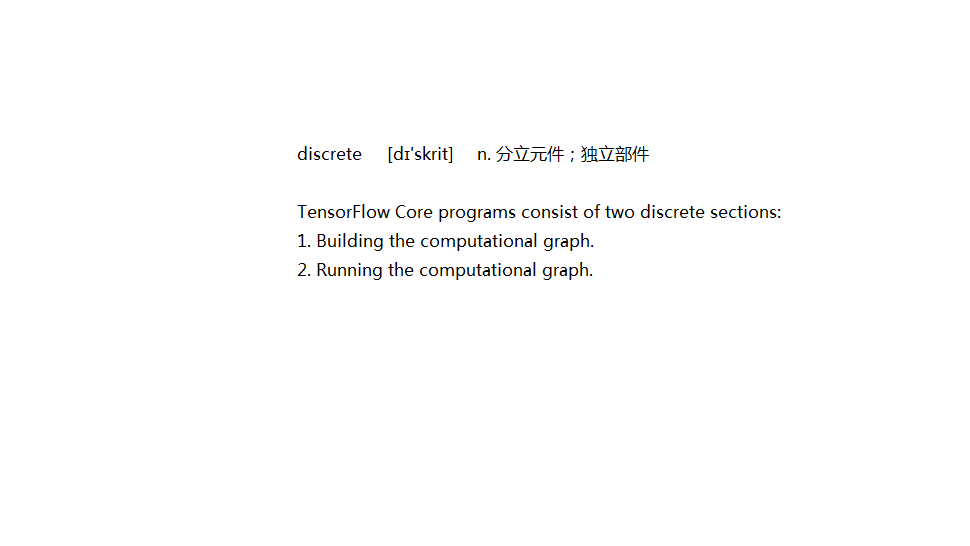 discrete [dɪ'skrit] n. 分立元件；独立部件
TensorFlow Core programs consist of two discrete sections:
1. Building the computational graph.
2. Running the computational graph.